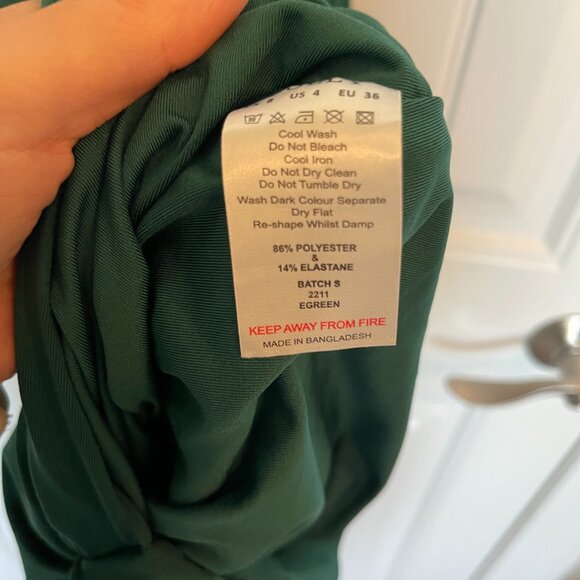 US 4 EU 36
30
Cool Wash
Do Not Bleach
Cool Iron
Do Not Dry Clean
Do Not Tumble Dry
Wash Dark Colour Separate
Dry Flat
Re-shape Whilst Damp
86% POLYESTER
&
14% ELASTANE
BATCH S
2211
EGREEN
KEEP AWAY FROM FIRE
MADE IN BANGLADESH